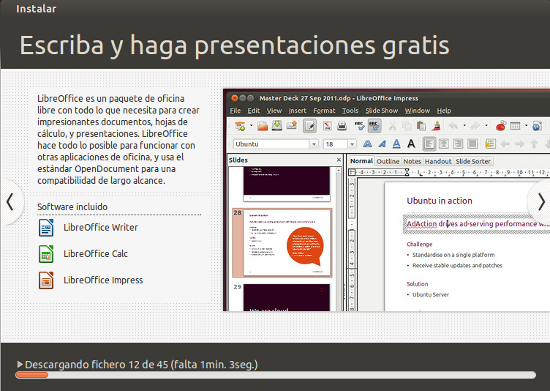 Instalar
Escriba y haga presentaciones gratis
LibreOffice es un paquete de oficina
libre con todo lo que necesita para crear
impresionantes documentos, hojas de
cálculo, y presentaciones. LibreOffice
hace todo lo posible para funcionar con
otras aplicaciones de oficina, y usa el
estándar OpenDocument para una
compatibilidad de largo alcance.
Software incluido
LibreOffice Writer
LibreOffice Calc
LibreOffice Impress
Master Deck 27 Sep 2011.odp - LibreOffice Impress
File Edit View Insert Format Tools Slide Show Window Help
Ubuntu 18
Slides
Normal Outline Notes Handout Slide Sorter
28
29
Ubuntu in action
AdAction drives ad-serving performance
Challenge
Standardise on a single platform
Receive stable updates and patches
Solution
Ubuntu Server
Descargando fichero 12 de 45 (falta 1min. 3seg.)